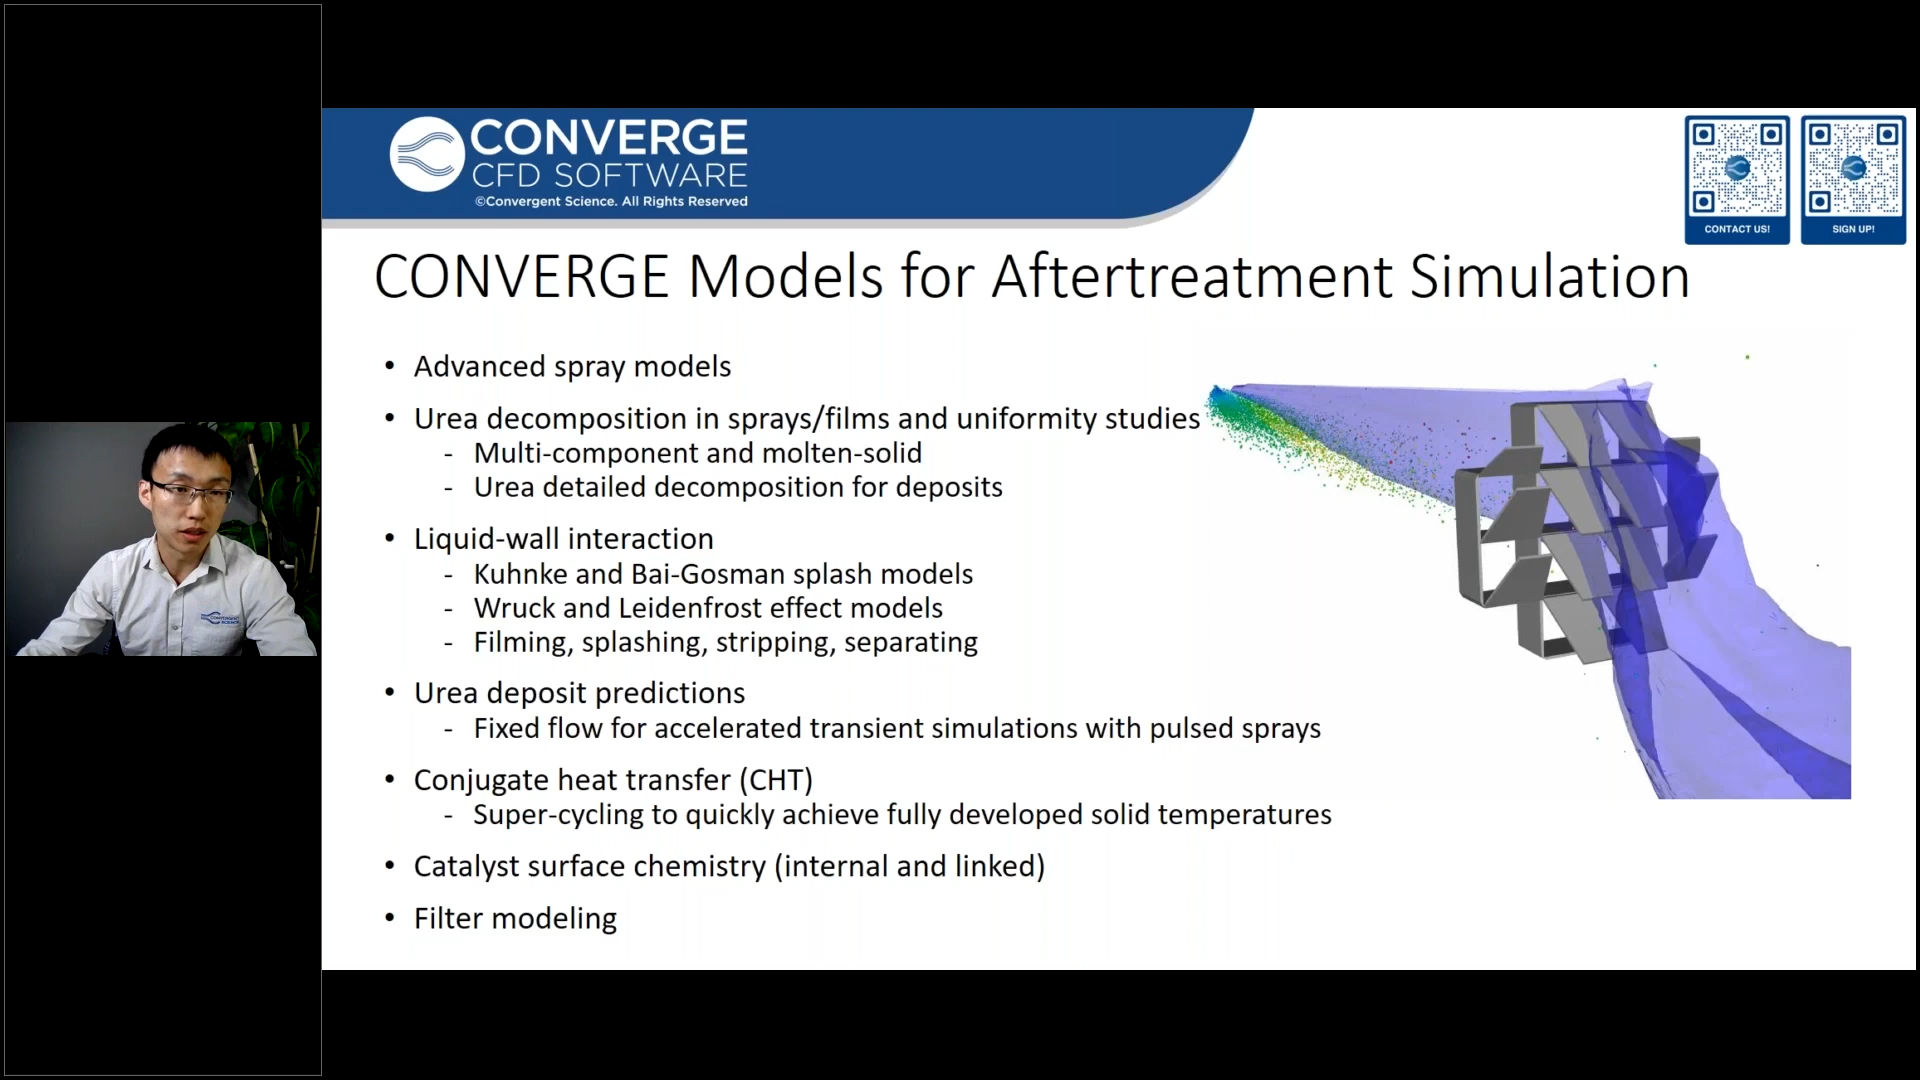 CONVERGE
CFD SOFTWARE
©Convergent Science. All Rights Reserved
CONTACT US!
SIGN UP!
CONVERGE Models for Aftertreatment Simulation
• Advanced spray models
• Urea decomposition in sprays/films and uniformity studies
- Multi-component and molten-solid
- Urea detailed decomposition for deposits
• Liquid-wall interaction
- Kuhnke and Bai-Gosman splash models
- Wruck and Leidenfrost effect models
- Filming, splashing, stripping, separating
• Urea deposit predictions
- Fixed flow for accelerated transient simulations with pulsed sprays
• Conjugate heat transfer (CHT)
- Super-cycling to quickly achieve fully developed solid temperatures
• Catalyst surface chemistry (internal and linked)
• Filter modeling
CONVERGENT
SCIENCE